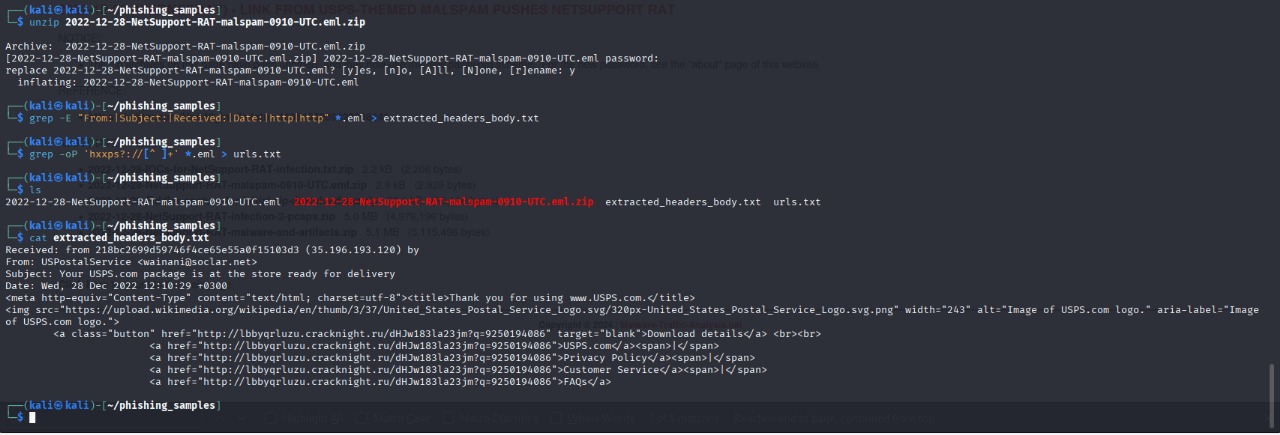 - LINK FROM USPS-THEMED MALSPAM PUSHES NETSUPPORT RAT
┌──(kali㉿kali)-[~/phishing_samples]
└─$ unzip 2022-12-28-NetSupport-RAT-malspam-0910-UTC.eml.zip
Archive:  2022-12-28-NetSupport-RAT-malspam-0910-UTC.eml.zip
[2022-12-28-NetSupport-RAT-malspam-0910-UTC.eml.zip] 2022-12-28-NetSupport-RAT-malspam-0910-UTC.eml password:
replace 2022-12-28-NetSupport-RAT-malspam-0910-UTC.eml? [y]es, [n]o, [A]ll, [N]one, [r]ename: y
  inflating: 2022-12-28-NetSupport-RAT-malspam-0910-UTC.eml
┌──(kali㉿kali)-[~/phishing_samples]
└─$ grep -E "From:|Subject:|Received:|Date:|http|http" *.eml > extracted_headers_body.txt
┌──(kali㉿kali)-[~/phishing_samples]
└─$ grep -oP 'hxxps?://[^ ]+' *.eml > urls.txt
┌──(kali㉿kali)-[~/phishing_samples]
└─$ ls
2022-12-28-NetSupport-RAT-malspam-0910-UTC.eml  2022-12-28-NetSupport-RAT-malspam-0910-UTC.eml.zip  extracted_headers_body.txt  urls.txt
┌──(kali㉿kali)-[~/phishing_samples]
└─$ cat extracted_headers_body.txt
Received: from 218bc2699d59746f4ce65e55a0f15103d3 (35.196.193.120) by
From: USPostalService <wainani@soclar.net>
Subject: Your USPS.com package is at the store ready for delivery
Date: Wed, 28 Dec 2022 12:10:29 +0300
<meta http-equiv="Content-Type" content="text/html; charset=utf-8"><title>Thank you for using www.USPS.com.</title>
<img src="https://upload.wikimedia.org/wikipedia/en/thumb/3/37/United_States_Postal_Service_Logo.svg/320px-United_States_Postal_Service_Logo.svg.png" width="243" alt="Image of USPS.com logo." aria-label="Image
of USPS.com logo.">
<a class="button" href="http://lbbyqrluzu.cracknight.ru/dHJw183la23jm?q=9250194086" target="blank">Download details</a> <br><br>
<a href="http://lbbyqrluzu.cracknight.ru/dHJw183la23jm?q=9250194086">USPS.com</a><span>|</span>
<a href="http://lbbyqrluzu.cracknight.ru/dHJw183la23jm?q=9250194086">Privacy Policy</a><span>|</span>
<a href="http://lbbyqrluzu.cracknight.ru/dHJw183la23jm?q=9250194086">Customer Service</a><span>|</span>
<a href="http://lbbyqrluzu.cracknight.ru/dHJw183la23jm?q=9250194086">FAQs</a>
┌──(kali㉿kali)-[~/phishing_samples]
└─$